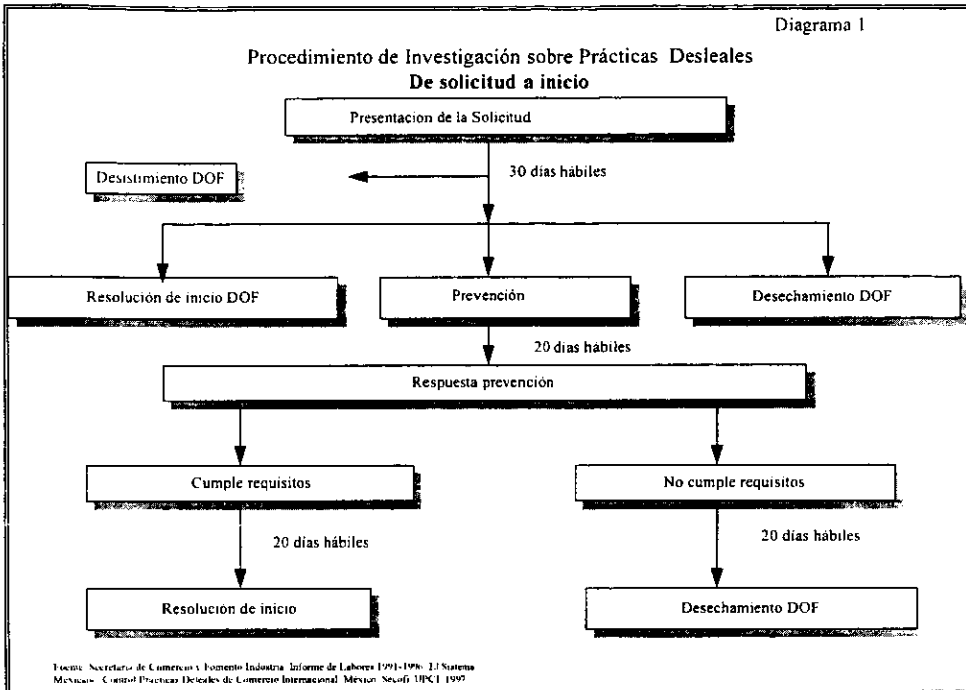 Diagrama 1
Procedimiento de Investigación sobre Prácticas Desleales
De solicitud a inicio
Presentacion de la Solicitud
30 días hábiles
Desistimiento DOF
Resolución de inicio DOF
Prevención
Desechamiento DOF
20 días hábiles
Respuesta prevención
Cumple requisitos
No cumple requisitos
20 días hábiles
20 días hábiles
Resolución de inicio
Desechamiento DOF
Fuente Secretaría de Comercio y Fomento Industria Informe de Labores 1991-1996 El Sistema
Mexicano Control Practicas Deleales de Comercio Internacional México Secofi UPCI 1997